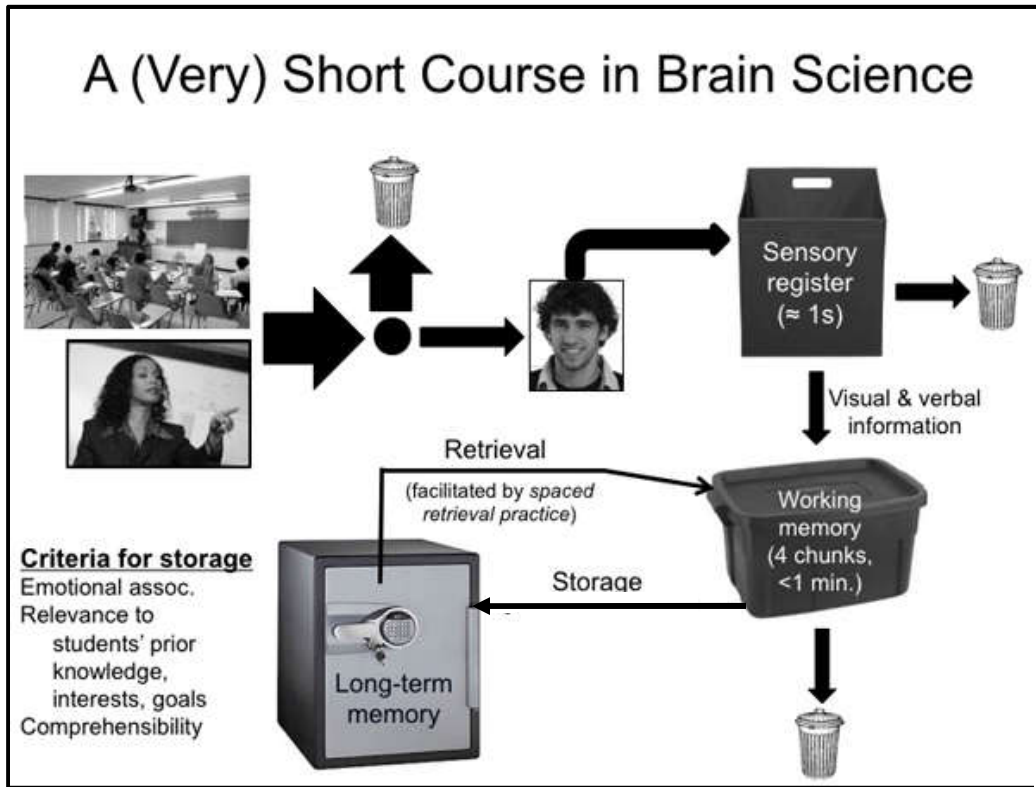 A (Very) Short Course in Brain Science
Sensory
register
(≈ 1s)
Visual & verbal
information
Retrieval
(facilitated by spaced
retrieval practice)
Working
memory
(4 chunks,
<1 min.)
Storage
Criteria for storage
Emotional assoc.
Relevance to
students' prior
knowledge,
interests, goals
Comprehensibility
Long-term
memory